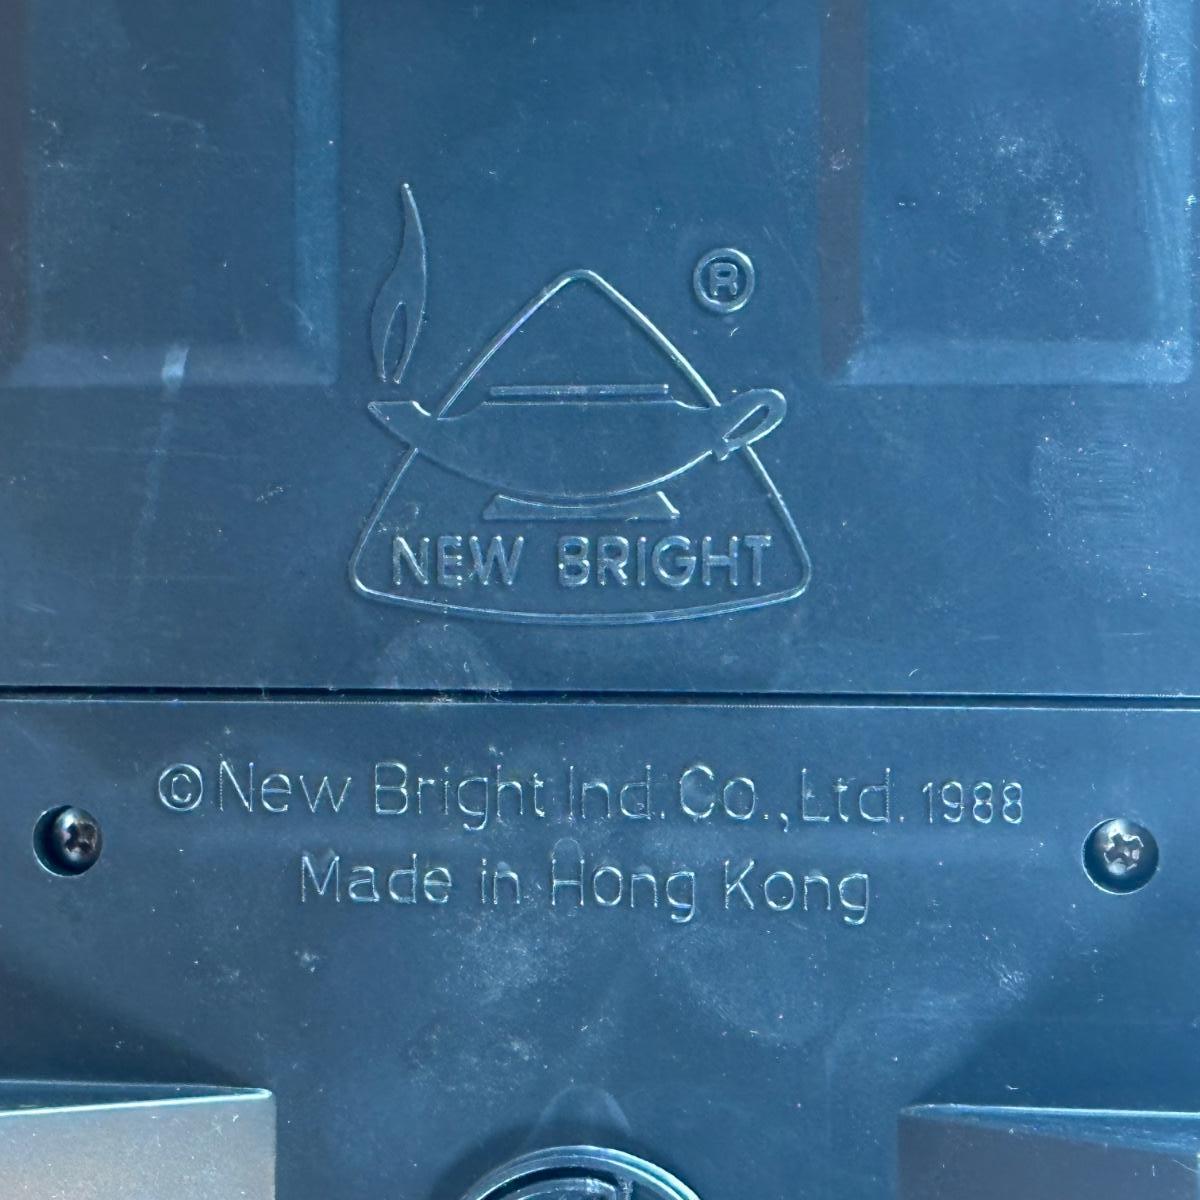 ®
NEW BRIGHT
©New Bright Ind. Co., Ltd. 1988
Made in Hong Kong